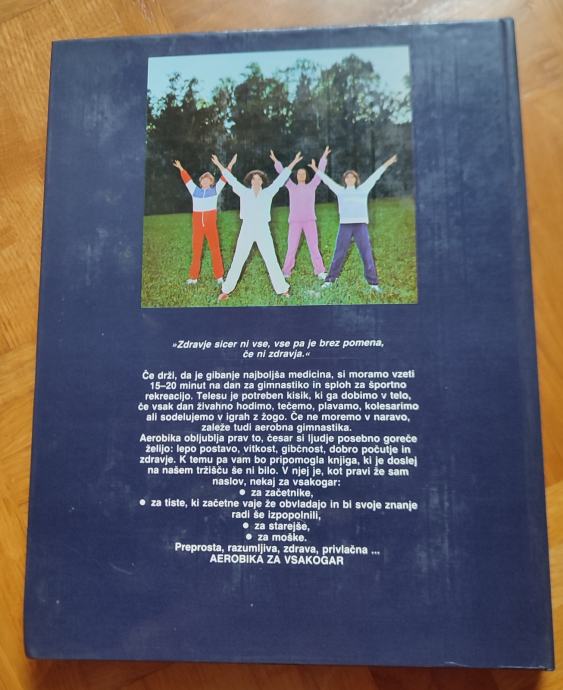 »Zdravje sicer ni vse, vse pa je brez pomena,
če ni zdravja.«
Če drži, da je gibanje najboljša medicina, si moramo vzeti
15–20 minut na dan za gimnastiko in sploh za športno
rekreacijo. Telesu je potreben kisik, ki ga dobimo v telo,
če vsak dan živahno hodimo, tečemo, plavamo, kolesarimo
ali sodelujemo v igrah z žogo. Če ne moremo v naravo,
zaleže tudi aerobna gimnastika.
Aerobika obljublja prav to, česar si ljudje posebno goreče
želijo: lepo postavo, vitkost, gibčnost, dobro počutje in
zdravje. K temu pa vam bo pripomogla knjiga, ki je doslej
na našem tržišču še ni bilo. V njej je, kot pravi že sam
naslov, nekaj za vsakogar:
● za začetnike,
● za tiste, ki začetne vaje že obvladajo in bi svoje znanje
radi še izpopolnili,
● za starejše,
● za moške.
Preprosta, razumljiva, zdrava, privlačna ...
AEROBIKA ZA VSAKOGAR